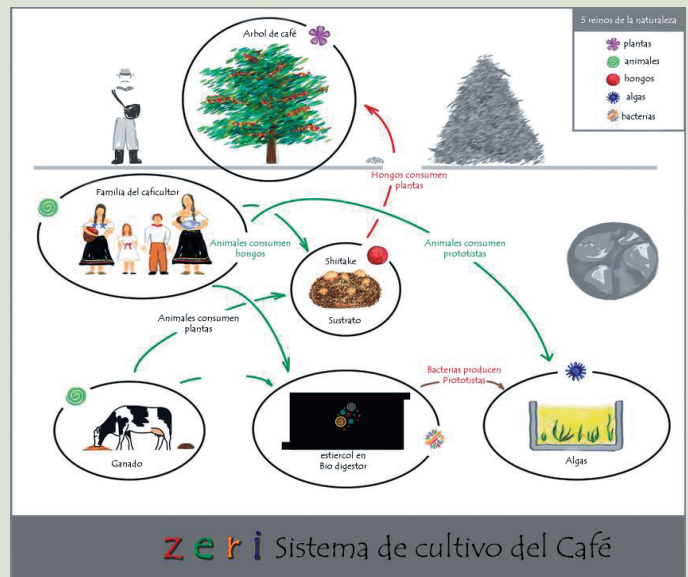 5 reinos de la naturaleza
plantas
animales
hongos
algas
bacterias
Arbol de café
Hongos consumen
plantas
Familia del caficultor
Animales consumen
hongos
Animales consumen
prototistas
Shiitake
Sustrato
Animales consumen
plantas
Bacterias producen
Prototistas
Ganado
estiercol en
Bio digestor
Algas
zeri Sistema de cultivo del Café